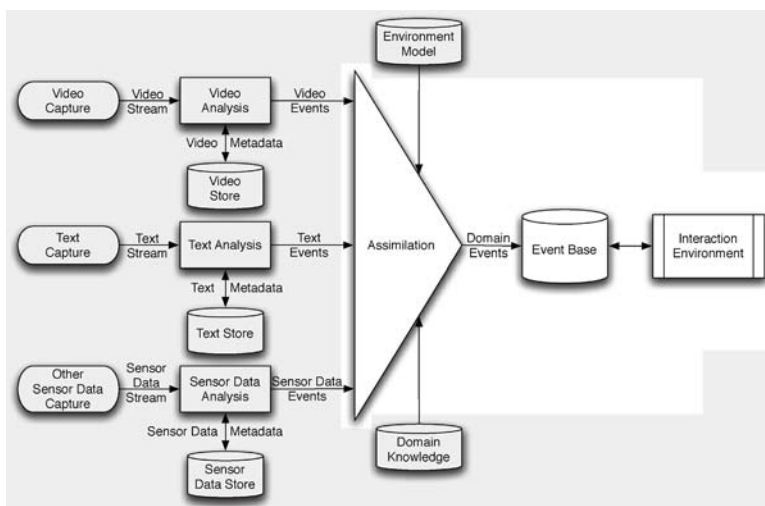 Environment
Model
Video
Capture
Video
Stream
Video
Analysis
Video
Events
Video
Metadata
Video
Store
Text
Capture
Text
Stream
Text Analysis
Text
Events
Assimilation
Domain
Events
Event Base
Interaction
Environment
Text
Metadata
Text Store
Other
Sensor Data
Capture
Sensor
Data
Stream
Sensor Data
Analysis
Sensor Data
Events
Sensor Data
Metadata
Sensor
Data Store
Domain
Knowledge